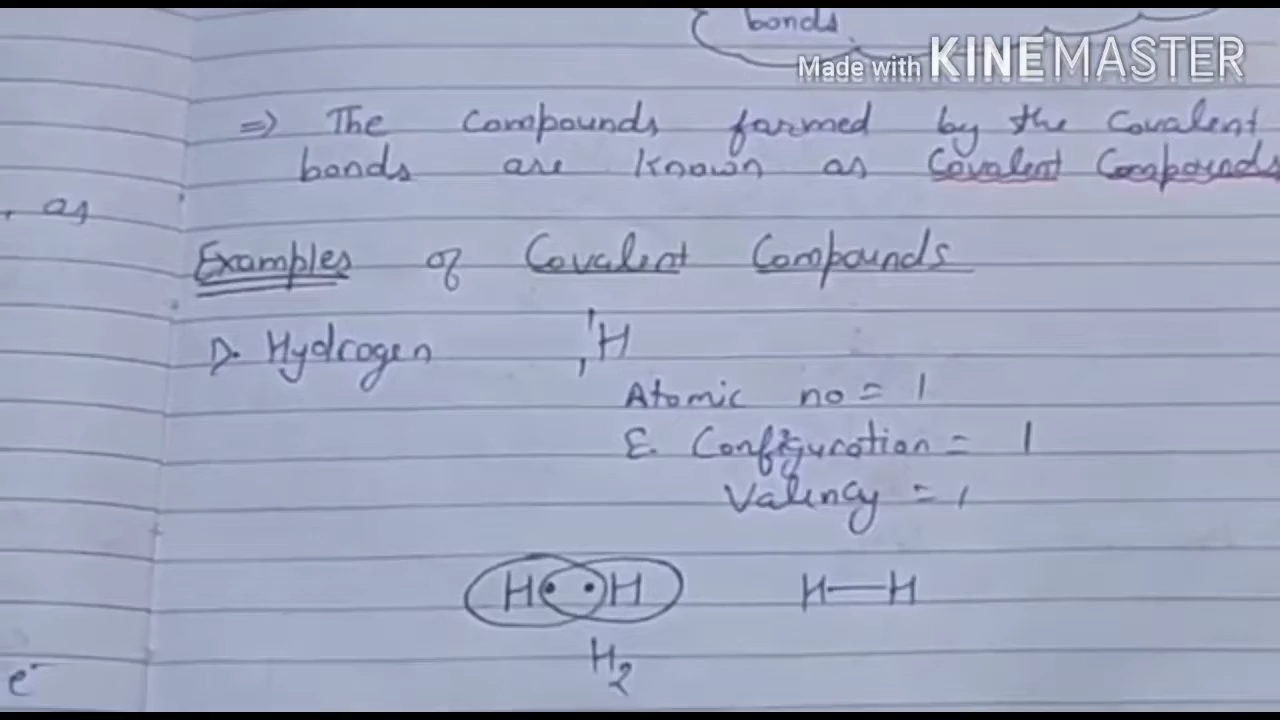 bonds.
Made with KINEMASTER
=> The Compounds formed by the Covalent
bonds are known as Covalent Compounds
, as
Examples of Covalent Compounds
1). Hydrogen ¹₁H
Atomic no = 1
E. Configuration = 1
Valency = 1
H • • H H—H
H₂
e⁻